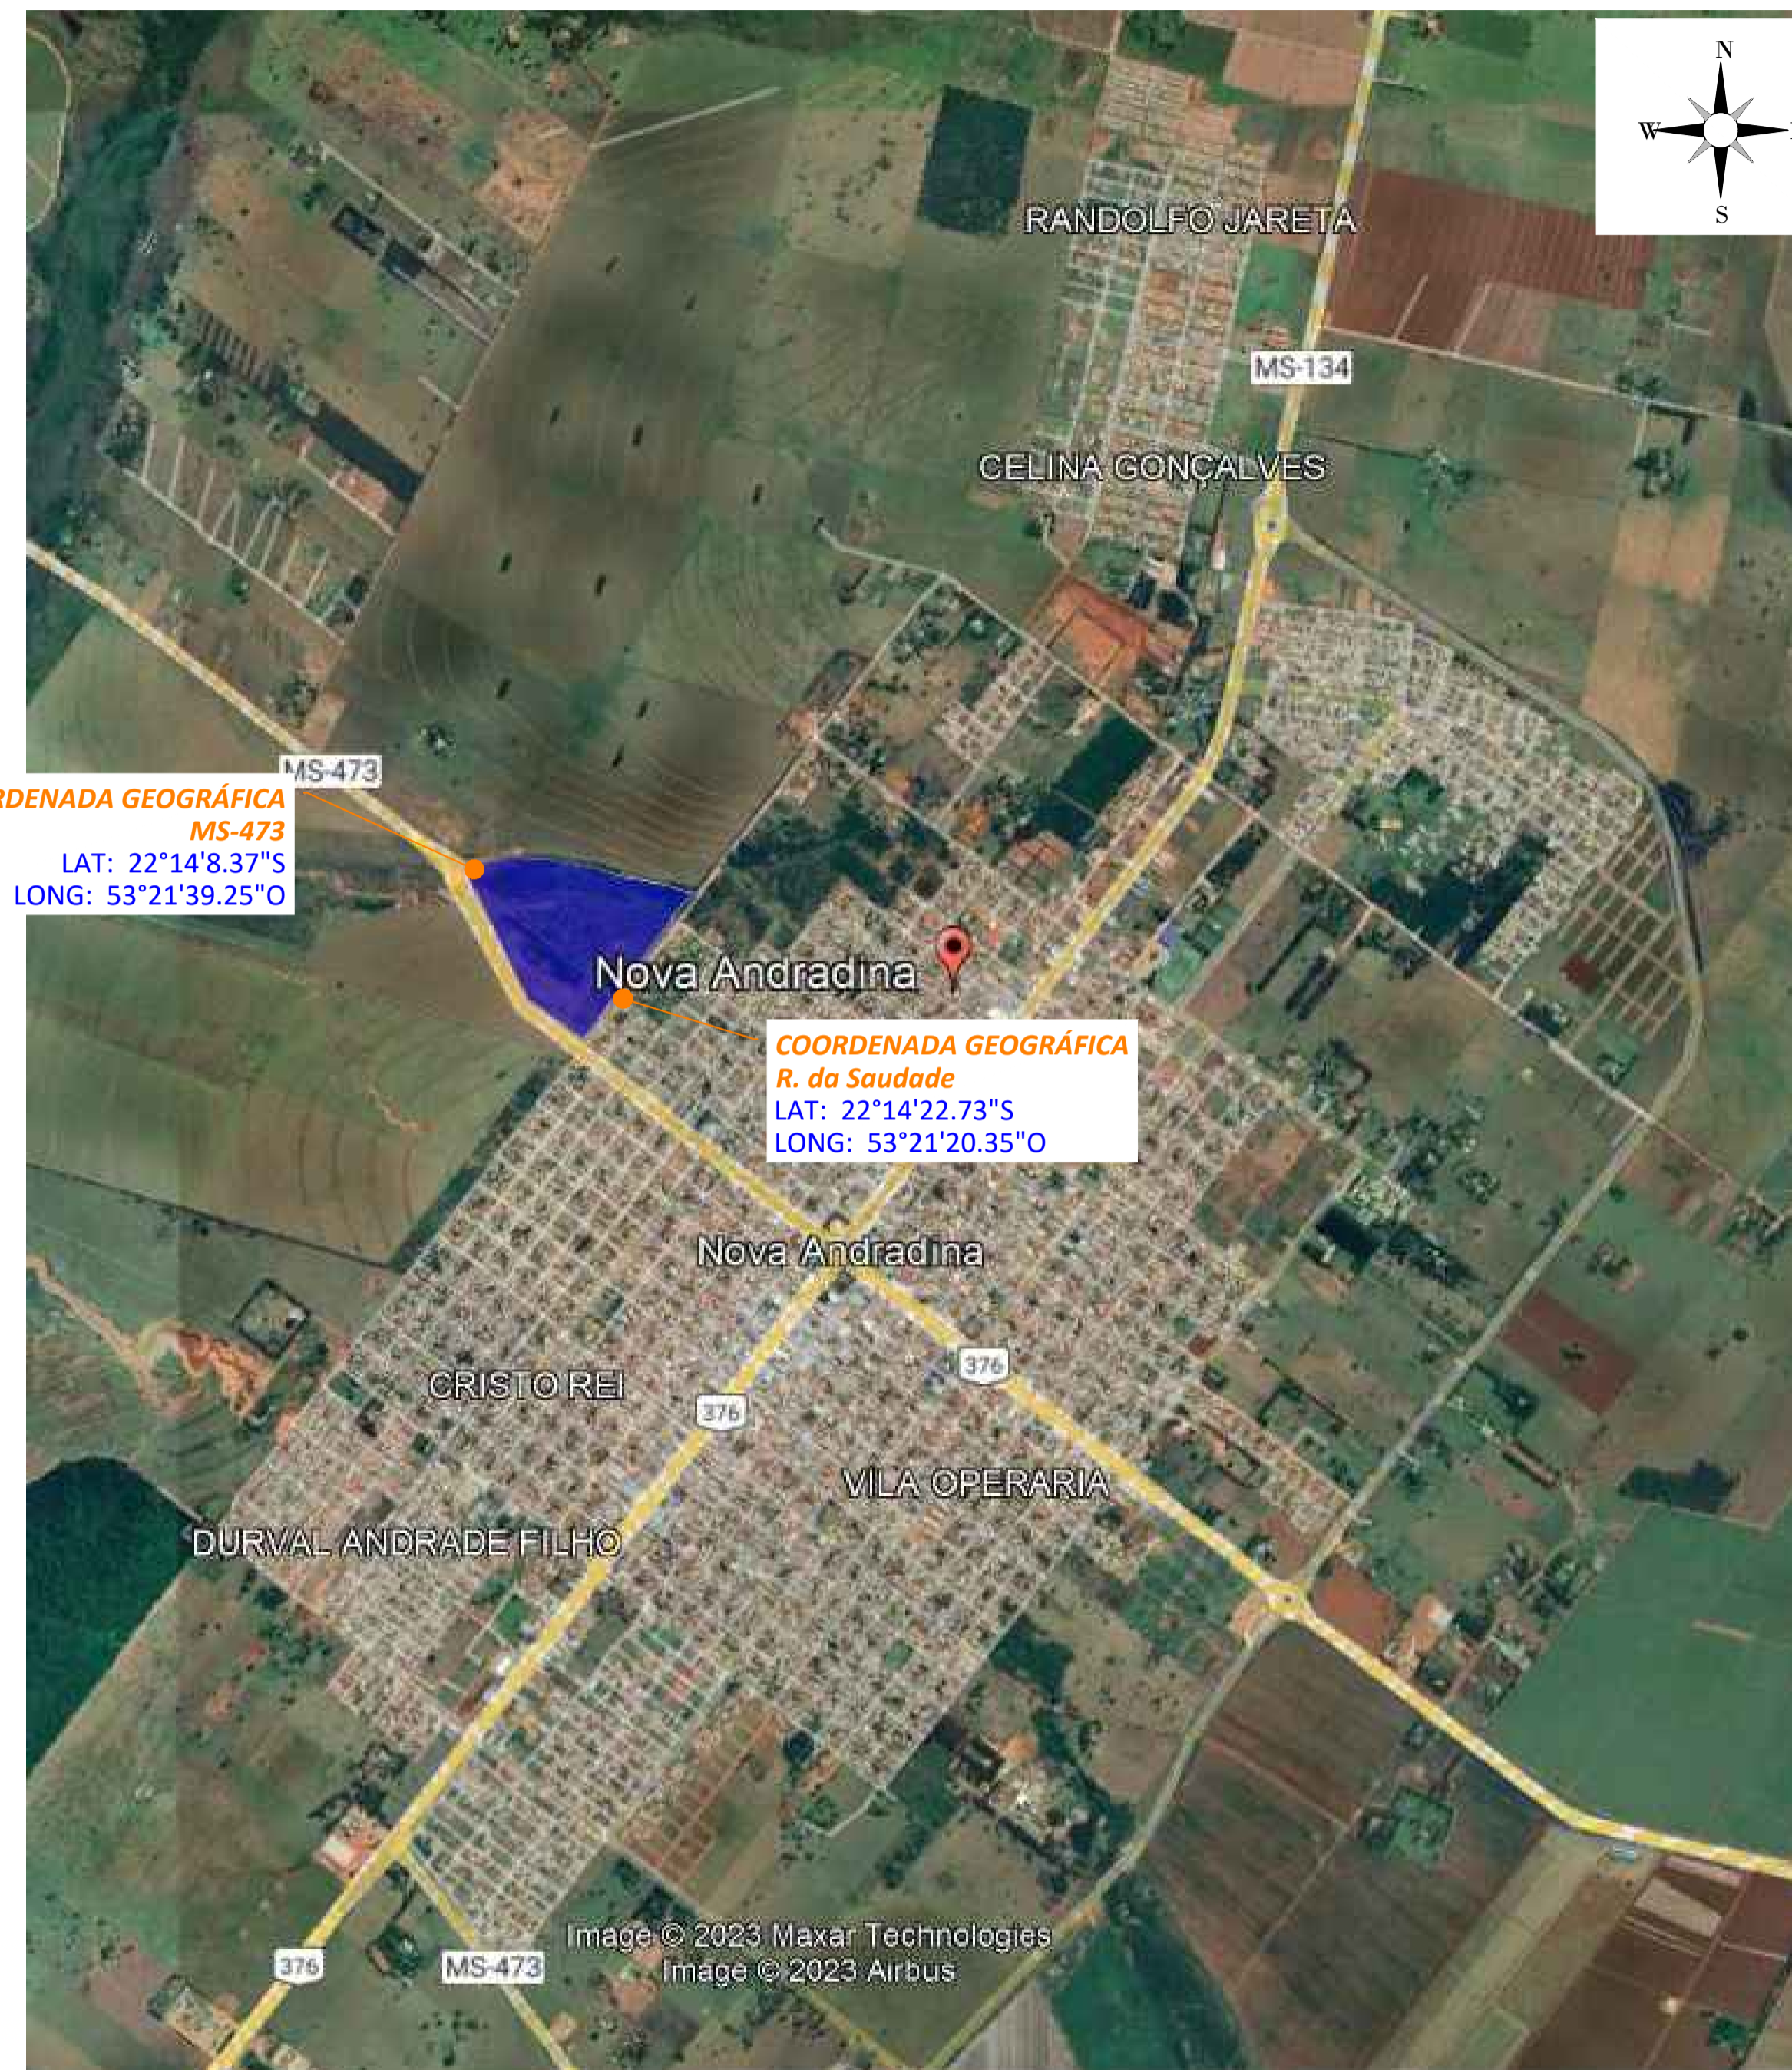 N
W
S
RANDOLFO JARETA
MS-134
CELINA GONÇALVES
MS-473
RDENADA GEOGRÁFICA
MS-473
LAT: 22°14'8.37"S
LONG: 53°21'39.25"O
Nova Andradina
COORDENADA GEOGRÁFICA
R. da Saudade
LAT: 22°14'22.73"S
LONG: 53°21'20.35"O
Nova Andradina
376
CRISTO REI
376
VILA OPERARIA
DURVAL ANDRADE FILHO
Image © 2023 Maxar Technologies
Image © 2023 Airbus
376
MS-473